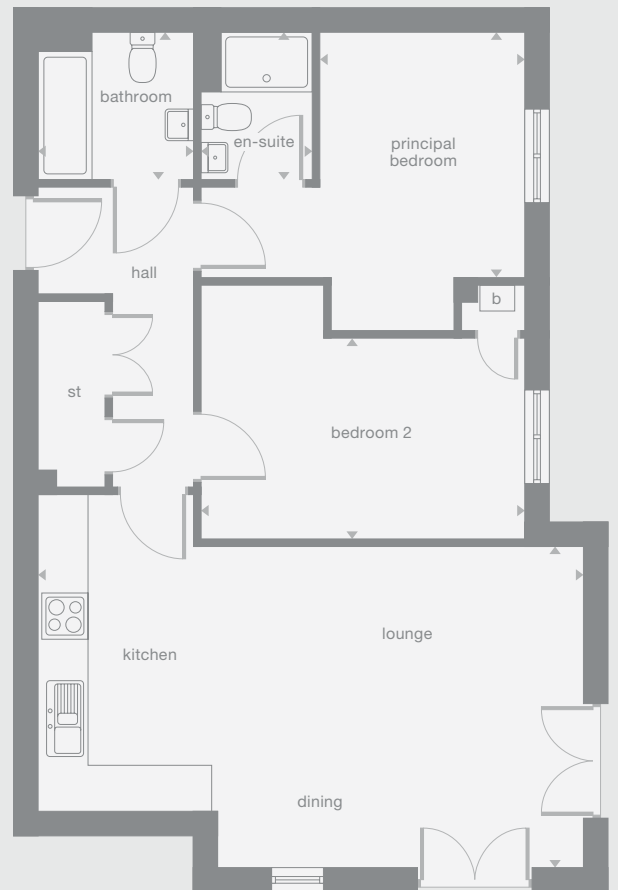 bathroom
en-suite
principal
bedroom
hall
b
st
bedroom 2
lounge
kitchen
dining